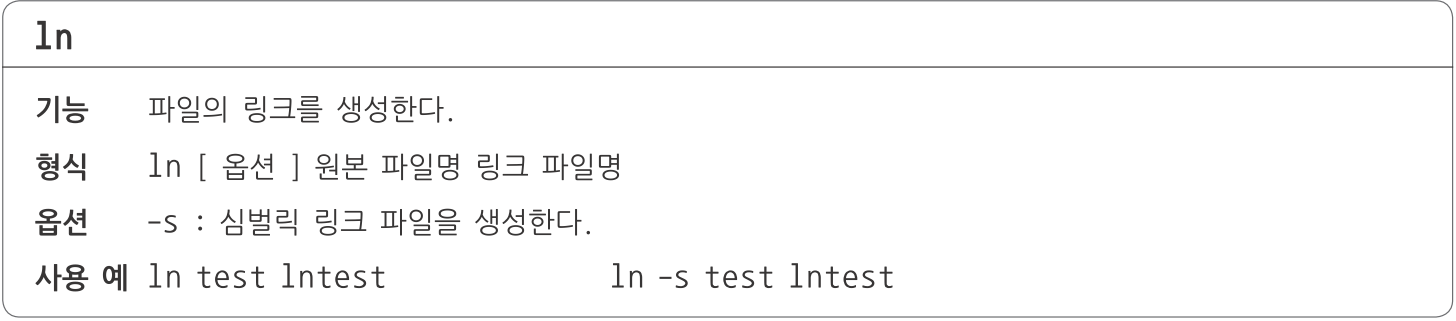 ln
기능 파일의 링크를 생성한다.
형식 ln [ 옵션 ] 원본 파일명 링크 파일명
옵션 -s : 심벌릭 링크 파일을 생성한다.
사용 예 ln test lntest ln -s test lntest